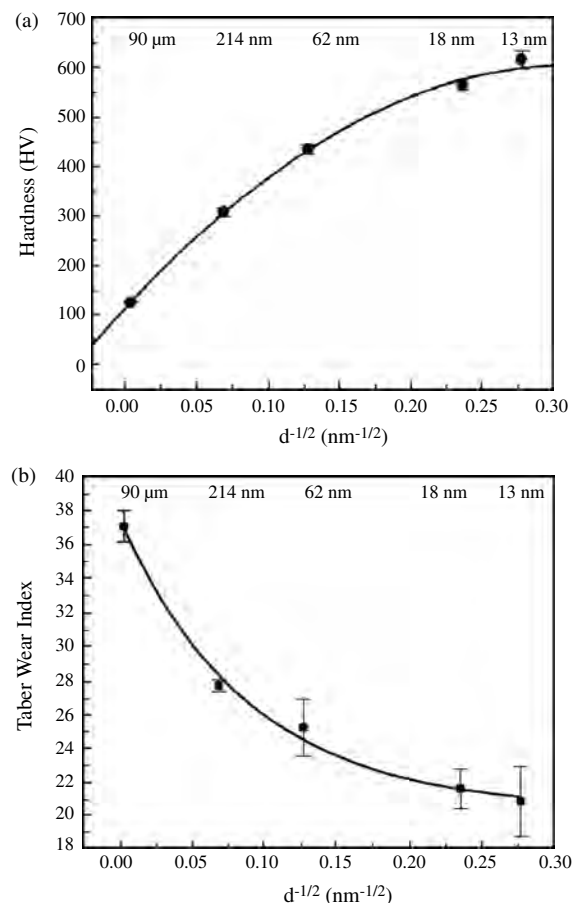 (a)
700
90 µm 214 nm 62 nm 18 nm 13 nm
600
500
400
300
200
100
0
Hardness (HV)
0.00 0.05 0.10 0.15 0.20 0.25 0.30
d-1/2 (nm-1/2)
(b)
40
90 µm 214 nm 62 nm 18 nm 13 nm
38
36
34
32
30
28
26
24
22
20
18
Taber Wear Index
0.00 0.05 0.10 0.15 0.20 0.25 0.30
d-1/2 (nm-1/2)